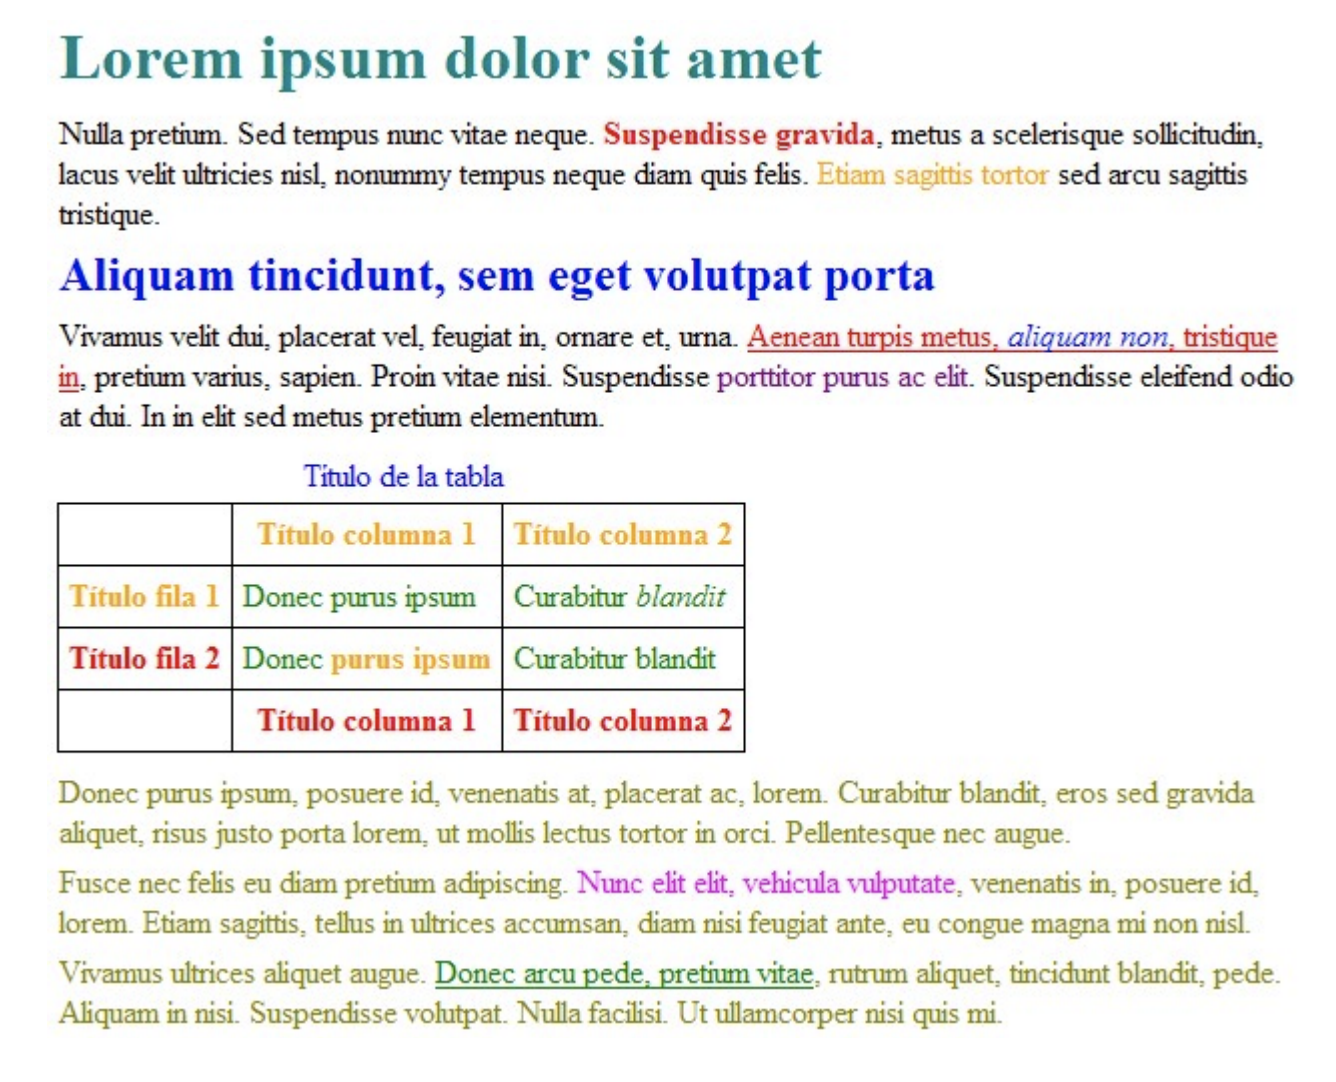 Lorem ipsum dolor sit amet
Nulla pretium. Sed tempus nunc vitae neque. Suspendisse gravida, metus a scelerisque sollicitudin,
lacus velit ultricies nisl, nonummy tempus neque diam quis felis. Etiam sagittis tortor sed arcu sagittis
tristique.
Aliquam tincidunt, sem eget volutpat porta
Vivamus velit dui, placerat vel, feugiat in, ornare et, urna. Aenean turpis metus, aliquam non, tristique
in, pretium varius, sapien. Proin vitae nisi. Suspendisse porttitor purus ac elit. Suspendisse eleifend odio
at dui. In in elit sed metus pretium elementum.
Título de la tabla
Título columna 1 Título columna 2
Título fila 1 Donec purus ipsum Curabitur blandit
Título fila 2 Donec purus ipsum Curabitur blandit
Título columna 1 Título columna 2
Donec purus ipsum, posuere id, venenatis at, placerat ac, lorem. Curabitur blandit, eros sed gravida
aliquet, risus justo porta lorem, ut mollis lectus tortor in orci. Pellentesque nec augue.
Fusce nec felis eu diam pretium adipiscing. Nunc elit elit, vehicula vulputate, venenatis in, posuere id,
lorem. Etiam sagittis, tellus in ultrices accumsan, diam nisi feugiat ante, eu congue magna mi non nisl.
Vivamus ultrices aliquet augue. Donec arcu pede, pretium vitae, rutrum aliquet, tincidunt blandit, pede.
Aliquam in nisi. Suspendisse volutpat. Nulla facilisi. Ut ullamcorper nisi quis mi.